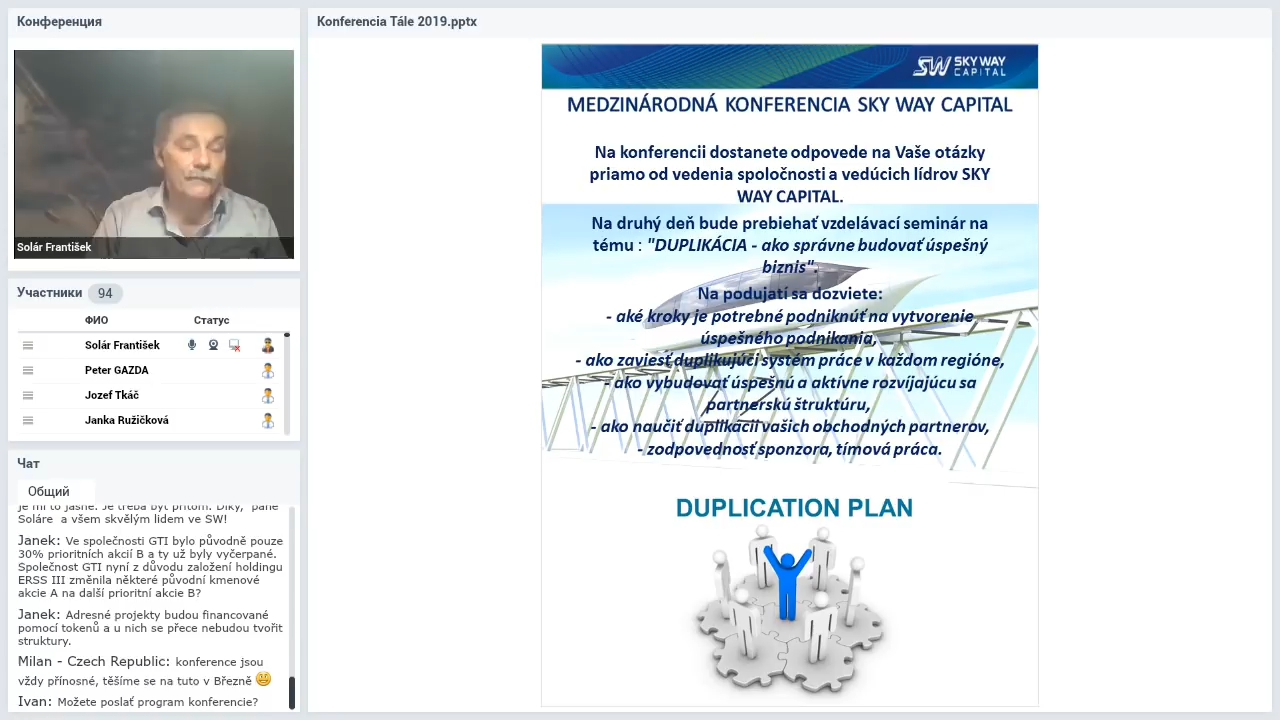 Конференция
Solár František
Участники 94
ФИО Статус
Solár František
Peter GAZDA
Jozef Tkáč
Janka Ružičková
Чат
Общий
je mi to jasné. Je třeba být přitom. Díky, pane
Soláre a všem skvělým lidem ve SW!
Janek: Ve společnosti GTI bylo původně pouze
30% prioritních akcií B a ty už byly vyčerpané.
Společnost GTI nyní z důvodu založení holdingu
ERSS III změnila některé původní kmenové
akcie A na další prioritní akcie B?
Janek: Adresné projekty budou financované
pomocí tokenů a u nich se přece nebudou tvořit
struktury.
Milan - Czech Republic: konference jsou
vždy přínosné, těšíme se na tuto v Březně
Ivan: Možete poslať program konferencie?
Konferencia Tále 2019.pptx
SW SKY WAY
CAPITAL
MEDZINÁRODNÁ KONFERENCIA SKY WAY CAPITAL
Na konferencii dostanete odpovede na Vaše otázky
priamo od vedenia spoločnosti a vedúcich lídrov SKY
WAY CAPITAL.
Na druhý deň bude prebiehať vzdelávací seminár na
tému : "DUPLIKÁCIA - ako správne budovať úspešný
biznis".
Na podujatí sa dozviete:
- aké kroky je potrebné podniknúť na vytvorenie
úspešného podnikania,
- ako zaviesť duplikujúci systém práce v každom regióne,
- ako vybudovať úspešnú a aktívne rozvíjajúcu sa
partnerskú štruktúru,
- ako naučiť duplikácii vašich obchodných partnerov,
- zodpovednosť sponzora, tímová práca.
DUPLICATION PLAN